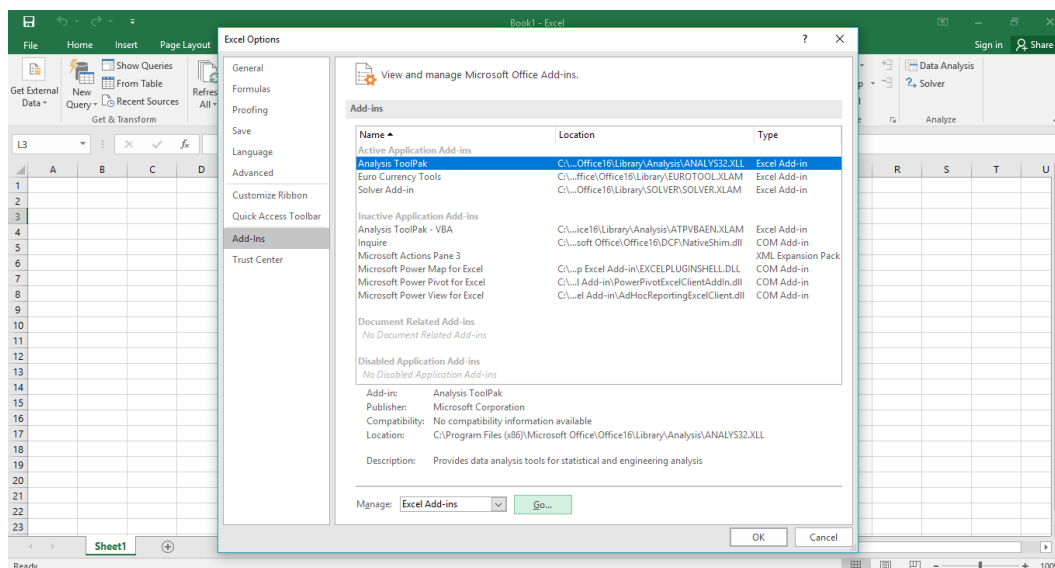 Book1 - Excel
File Home Insert Page Layout
Sign in Share
Get External Data
New Query
Show Queries
From Table
Recent Sources
Refres
All
Get & Transform
Data Analysis
Solver
Analyze
L3 fx
A B C D R S T U
1
2
3
4
5
6
7
8
9
10
11
12
13
14
15
16
17
18
19
20
21
22
23
Sheet1
Ready
100%
Excel Options ?
General
Formulas
Proofing
Save
Language
Advanced
Customize Ribbon
Quick Access Toolbar
Add-Ins
Trust Center
View and manage Microsoft Office Add-ins.
Add-ins
Name Location Type
Active Application Add-ins
Analysis ToolPak C:\...Office16\Library\Analysis\ANALYS32.XLL Excel Add-in
Euro Currency Tools C:\...ffice\Office16\Library\EUROTOOL.XLAM Excel Add-in
Solver Add-in C:\...Office16\Library\SOLVER\SOLVER.XLAM Excel Add-in
Inactive Application Add-ins
Analysis ToolPak - VBA C:\...ice16\Library\Analysis\ATPVBAEN.XLAM Excel Add-in
Inquire C:\...soft Office\Office16\DCF\NativeShim.dll COM Add-in
Microsoft Actions Pane 3 XML Expansion Pack
Microsoft Power Map for Excel C:\...p Excel Add-in\EXCELPLUGINSHELL.DLL COM Add-in
Microsoft Power Pivot for Excel C:\...l Add-in\PowerPivotExcelClientAddIn.dll COM Add-in
Microsoft Power View for Excel C:\...el Add-in\AdHocReportingExcelClient.dll COM Add-in
Document Related Add-ins
No Document Related Add-ins
Disabled Application Add-ins
No Disabled Application Add-ins
Add-in: Analysis ToolPak
Publisher: Microsoft Corporation
Compatibility: No compatibility information available
Location: C:\Program Files (x86)\Microsoft Office\Office16\Library\Analysis\ANALYS32.XLL
Description: Provides data analysis tools for statistical and engineering analysis
Manage: Excel Add-ins Go...
OK Cancel